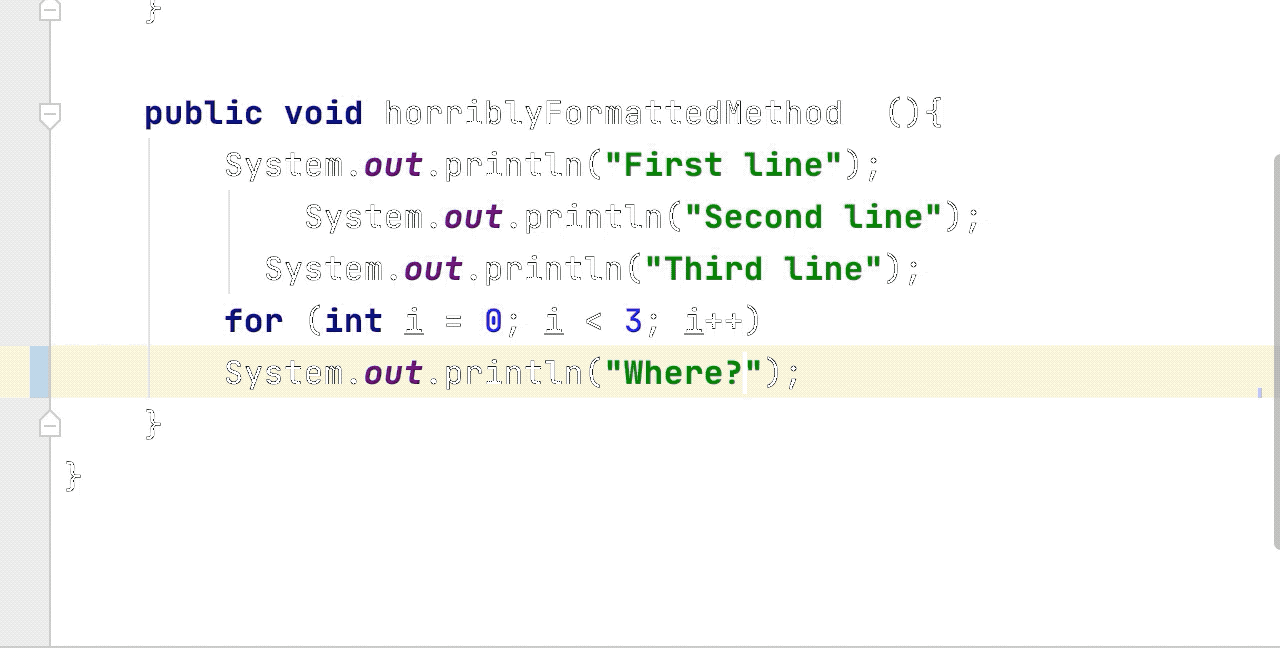 }
public void horriblyFormattedMethod  (){
System.out.println("First line");
System.out.println("Second line");
System.out.println("Third line");
for (int i = 0; i < 3; i++)
System.out.println("Where?");
}
}